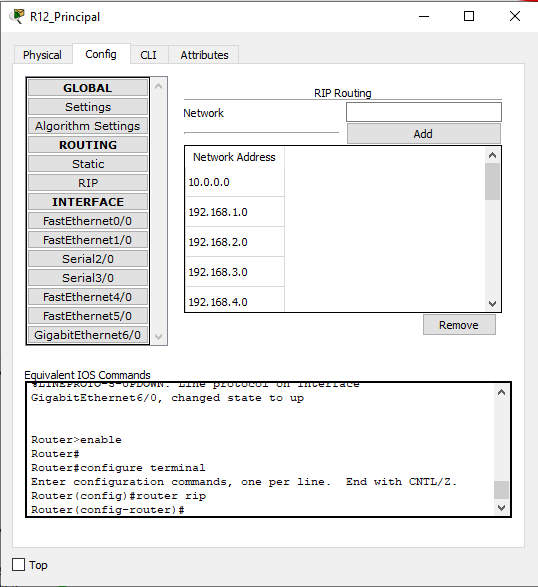 R12_Principal
Physical Config CLI Attributes
GLOBAL
Settings
Algorithm Settings
ROUTING
Static
RIP
INTERFACE
FastEthernet0/0
FastEthernet1/0
Serial2/0
Serial3/0
FastEthernet4/0
FastEthernet5/0
GigabitEthernet6/0
RIP Routing
Network
Add
Network Address
10.0.0.0
192.168.1.0
192.168.2.0
192.168.3.0
192.168.4.0
Remove
Equivalent IOS Commands
%LINEPROTO-5-UPDOWN: Line protocol on Interface
GigabitEthernet6/0, changed state to up
Router>enable
Router#
Router#configure terminal
Enter configuration commands, one per line.  End with CNTL/Z.
Router(config)#router rip
Router(config-router)#
Top